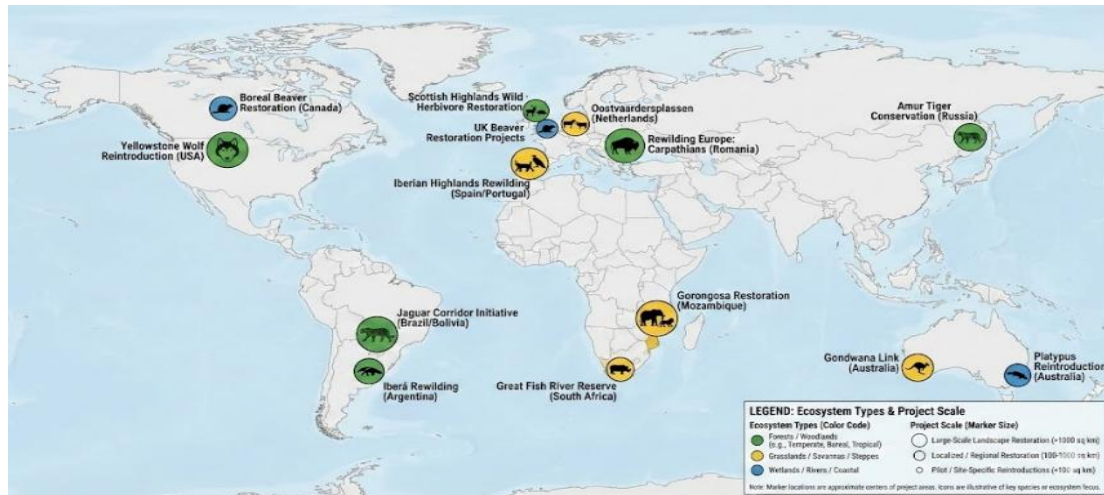 Boreal Beaver
Restoration (Canada)
Yellowstone Wolf
Reintroduction (USA)
Scottish Highlands Wild
Herbivore Restoration
UK Beaver
Restoration Projects
Oostvaardersplassen
(Netherlands)
Rewilding Europe:
Carpathians (Romania)
Iberian Highlands Rewilding
(Spain/Portugal)
Amur Tiger
Conservation (Russia)
Jaguar Corridor Initiative
(Brazil/Bolivia)
Iberá Rewilding
(Argentina)
Gorongosa Restoration
(Mozambique)
Great Fish River Reserve
(South Africa)
Gondwana Link
(Australia)
Platypus
Reintroduction
(Australia)
LEGEND: Ecosystem Types & Project Scale
Ecosystem Types (Color Code)
Forests / Woodlands
(e.g., Temperate, Boreal, Tropical)
Grasslands / Savannas / Steppes
Wetlands / Rivers / Coastal
Project Scale (Marker Size)
Large-Scale Landscape Restoration (>1000 sq km)
Localized / Regional Restoration (100-1000 sq km)
Pilot / Site-Specific Reintroductions (<100 sq km)
Note: Marker locations are approximate centers of project areas. Icons are illustrative of key species or ecosystem focus.